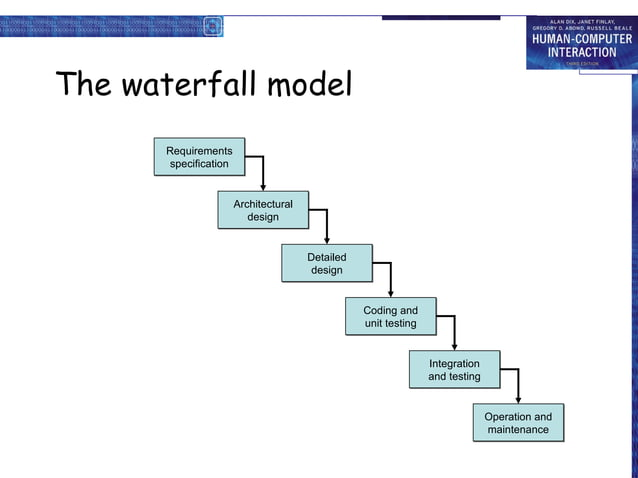 ALAN DIX, JANET FINLAY,
GREGORY D. ABOWD, RUSSELL BEALE
HUMAN-COMPUTER
INTERACTION
THIRD EDITION
The waterfall model
Requirements
specification
Architectural
design
Detailed
design
Coding and
unit testing
Integration
and testing
Operation and
maintenance